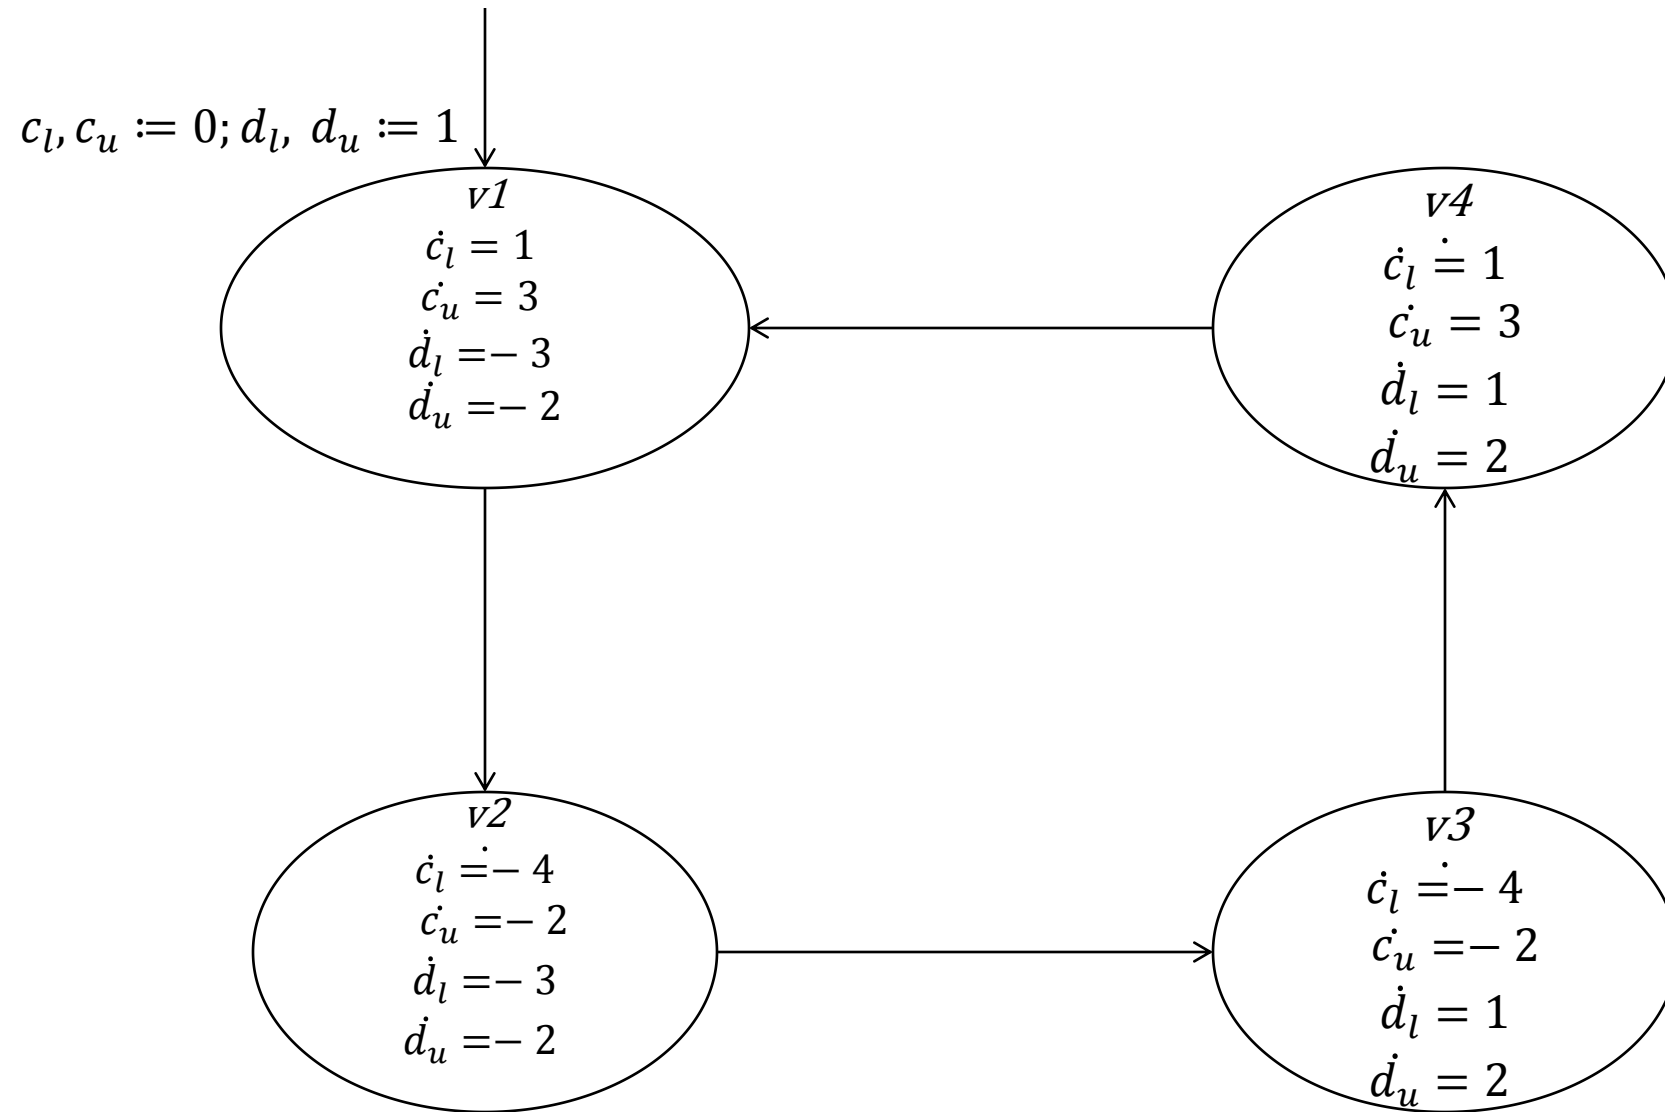 c_l, c_u := 0; d_l, d_u := 1
v1
ċ_l = 1
ċ_u = 3
ḋ_l =− 3
ḋ_u =− 2
v4
ċ_l = 1
ċ_u = 3
ḋ_l = 1
ḋ_u = 2
v2
ċ_l =− 4
ċ_u =− 2
ḋ_l =− 3
ḋ_u =− 2
v3
ċ_l =− 4
ċ_u =− 2
ḋ_l = 1
ḋ_u = 2